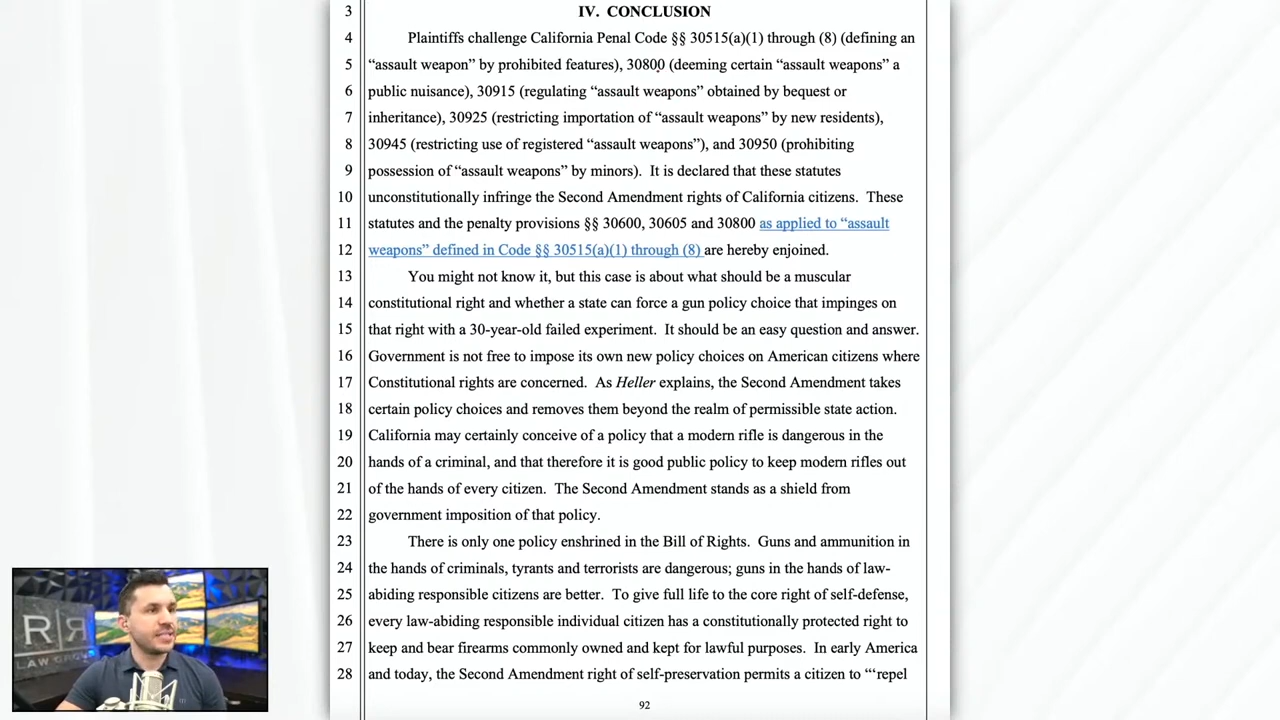 3 IV. CONCLUSION
4 Plaintiffs challenge California Penal Code §§ 30515(a)(1) through (8) (defining an
5 “assault weapon” by prohibited features), 30800 (deeming certain “assault weapons” a
6 public nuisance), 30915 (regulating “assault weapons” obtained by bequest or
7 inheritance), 30925 (restricting importation of “assault weapons” by new residents),
8 30945 (restricting use of registered “assault weapons”), and 30950 (prohibiting
9 possession of “assault weapons” by minors). It is declared that these statutes
10 unconstitutionally infringe the Second Amendment rights of California citizens. These
11 statutes and the penalty provisions §§ 30600, 30605 and 30800 as applied to “assault
12 weapons” defined in Code §§ 30515(a)(1) through (8) are hereby enjoined.
13 You might not know it, but this case is about what should be a muscular
14 constitutional right and whether a state can force a gun policy choice that impinges on
15 that right with a 30-year-old failed experiment. It should be an easy question and answer.
16 Government is not free to impose its own new policy choices on American citizens where
17 Constitutional rights are concerned. As Heller explains, the Second Amendment takes
18 certain policy choices and removes them beyond the realm of permissible state action.
19 California may certainly conceive of a policy that a modern rifle is dangerous in the
20 hands of a criminal, and that therefore it is good public policy to keep modern rifles out
21 of the hands of every citizen. The Second Amendment stands as a shield from
22 government imposition of that policy.
23 There is only one policy enshrined in the Bill of Rights. Guns and ammunition in
24 the hands of criminals, tyrants and terrorists are dangerous; guns in the hands of law-
25 abiding responsible citizens are better. To give full life to the core right of self-defense,
26 every law-abiding responsible individual citizen has a constitutionally protected right to
27 keep and bear firearms commonly owned and kept for lawful purposes. In early America
28 and today, the Second Amendment right of self-preservation permits a citizen to “‘repel
92
R|R
LAW GROUP